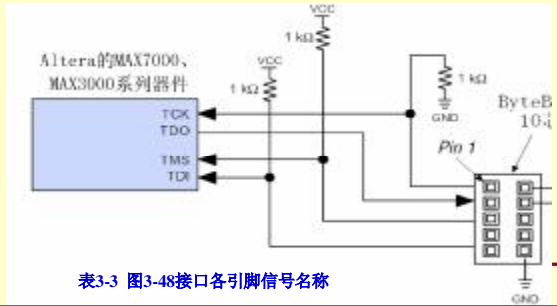 VCC
1 kΩ
VCC
1 kΩ
1 kΩ
GND
Altera的MAX7000、
MAX3000系列器件
TCK
TDO
TMS
TDI
ByteB
10
Pin 1
GND
表3-3 图3-48接口各引脚信号名称